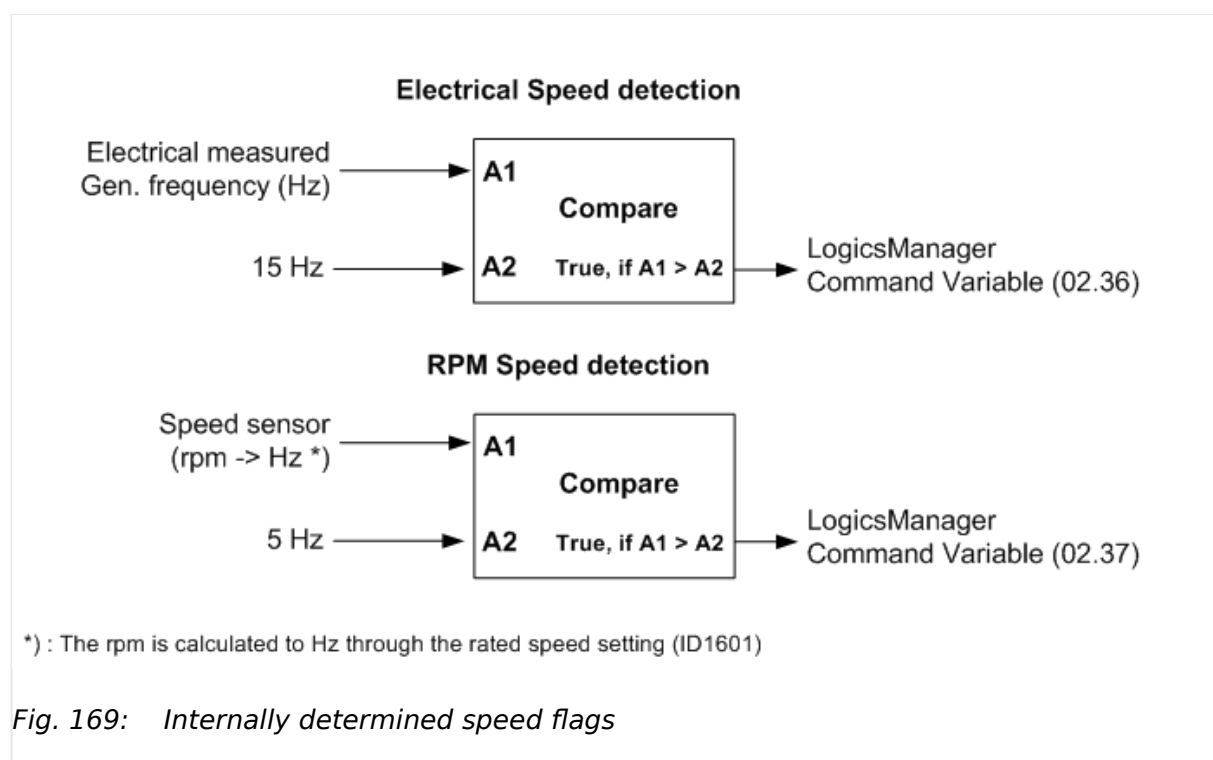 Electrical Speed detection
Electrical measured
Gen. frequency (Hz)
A1
Compare
15 Hz
A2
True, if A1 > A2
LogicsManager
Command Variable (02.36)
RPM Speed detection
Speed sensor
(rpm -> Hz *)
A1
Compare
5 Hz
A2
True, if A1 > A2
LogicsManager
Command Variable (02.37)
*) : The rpm is calculated to Hz through the rated speed setting (ID1601)
Fig. 169: Internally determined speed flags